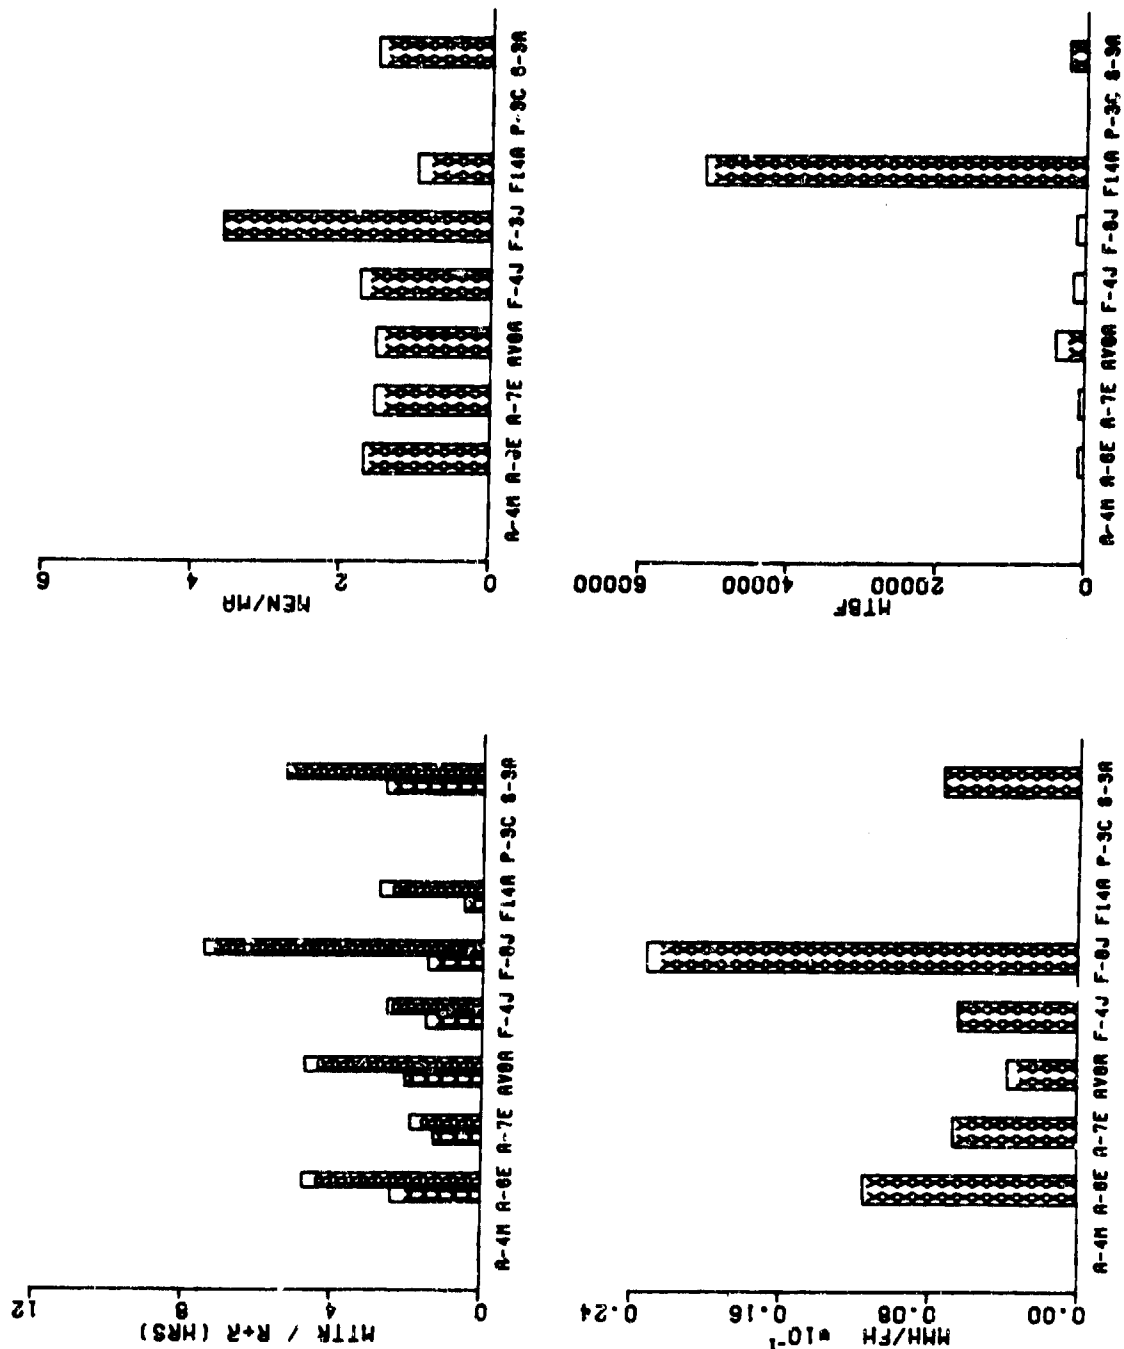 MTTR / R+R (HRS)
12
8
4
0
A-4M A-6E A-7E AV8A F-4J F-8J F14A P-3C S-3A
MEN/MA
6
4
2
0
A-4M A-6E A-7E AV8A F-4J F-3J F14A P-3C S-3A
MMH/FH
*10⁻¹
0.24
0.16
0.08
0.00
A-4M A-6E A-7E AV8A F-4J F-8J F14A P-3C S-3A
MTBF
60000
40000
20000
0
A-4M A-6E A-7E AV8A F-4J F-8J F14A P-3C S-3A